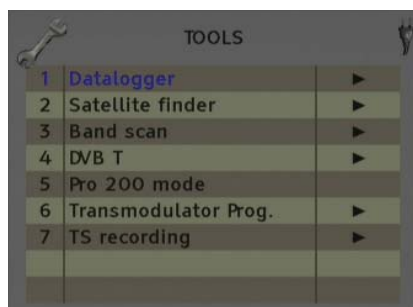 TOOLS
1 Datalogger
2 Satellite finder
3 Band scan
4 DVB T
5 Pro 200 mode
6 Transmodulator Prog.
7 TS recording